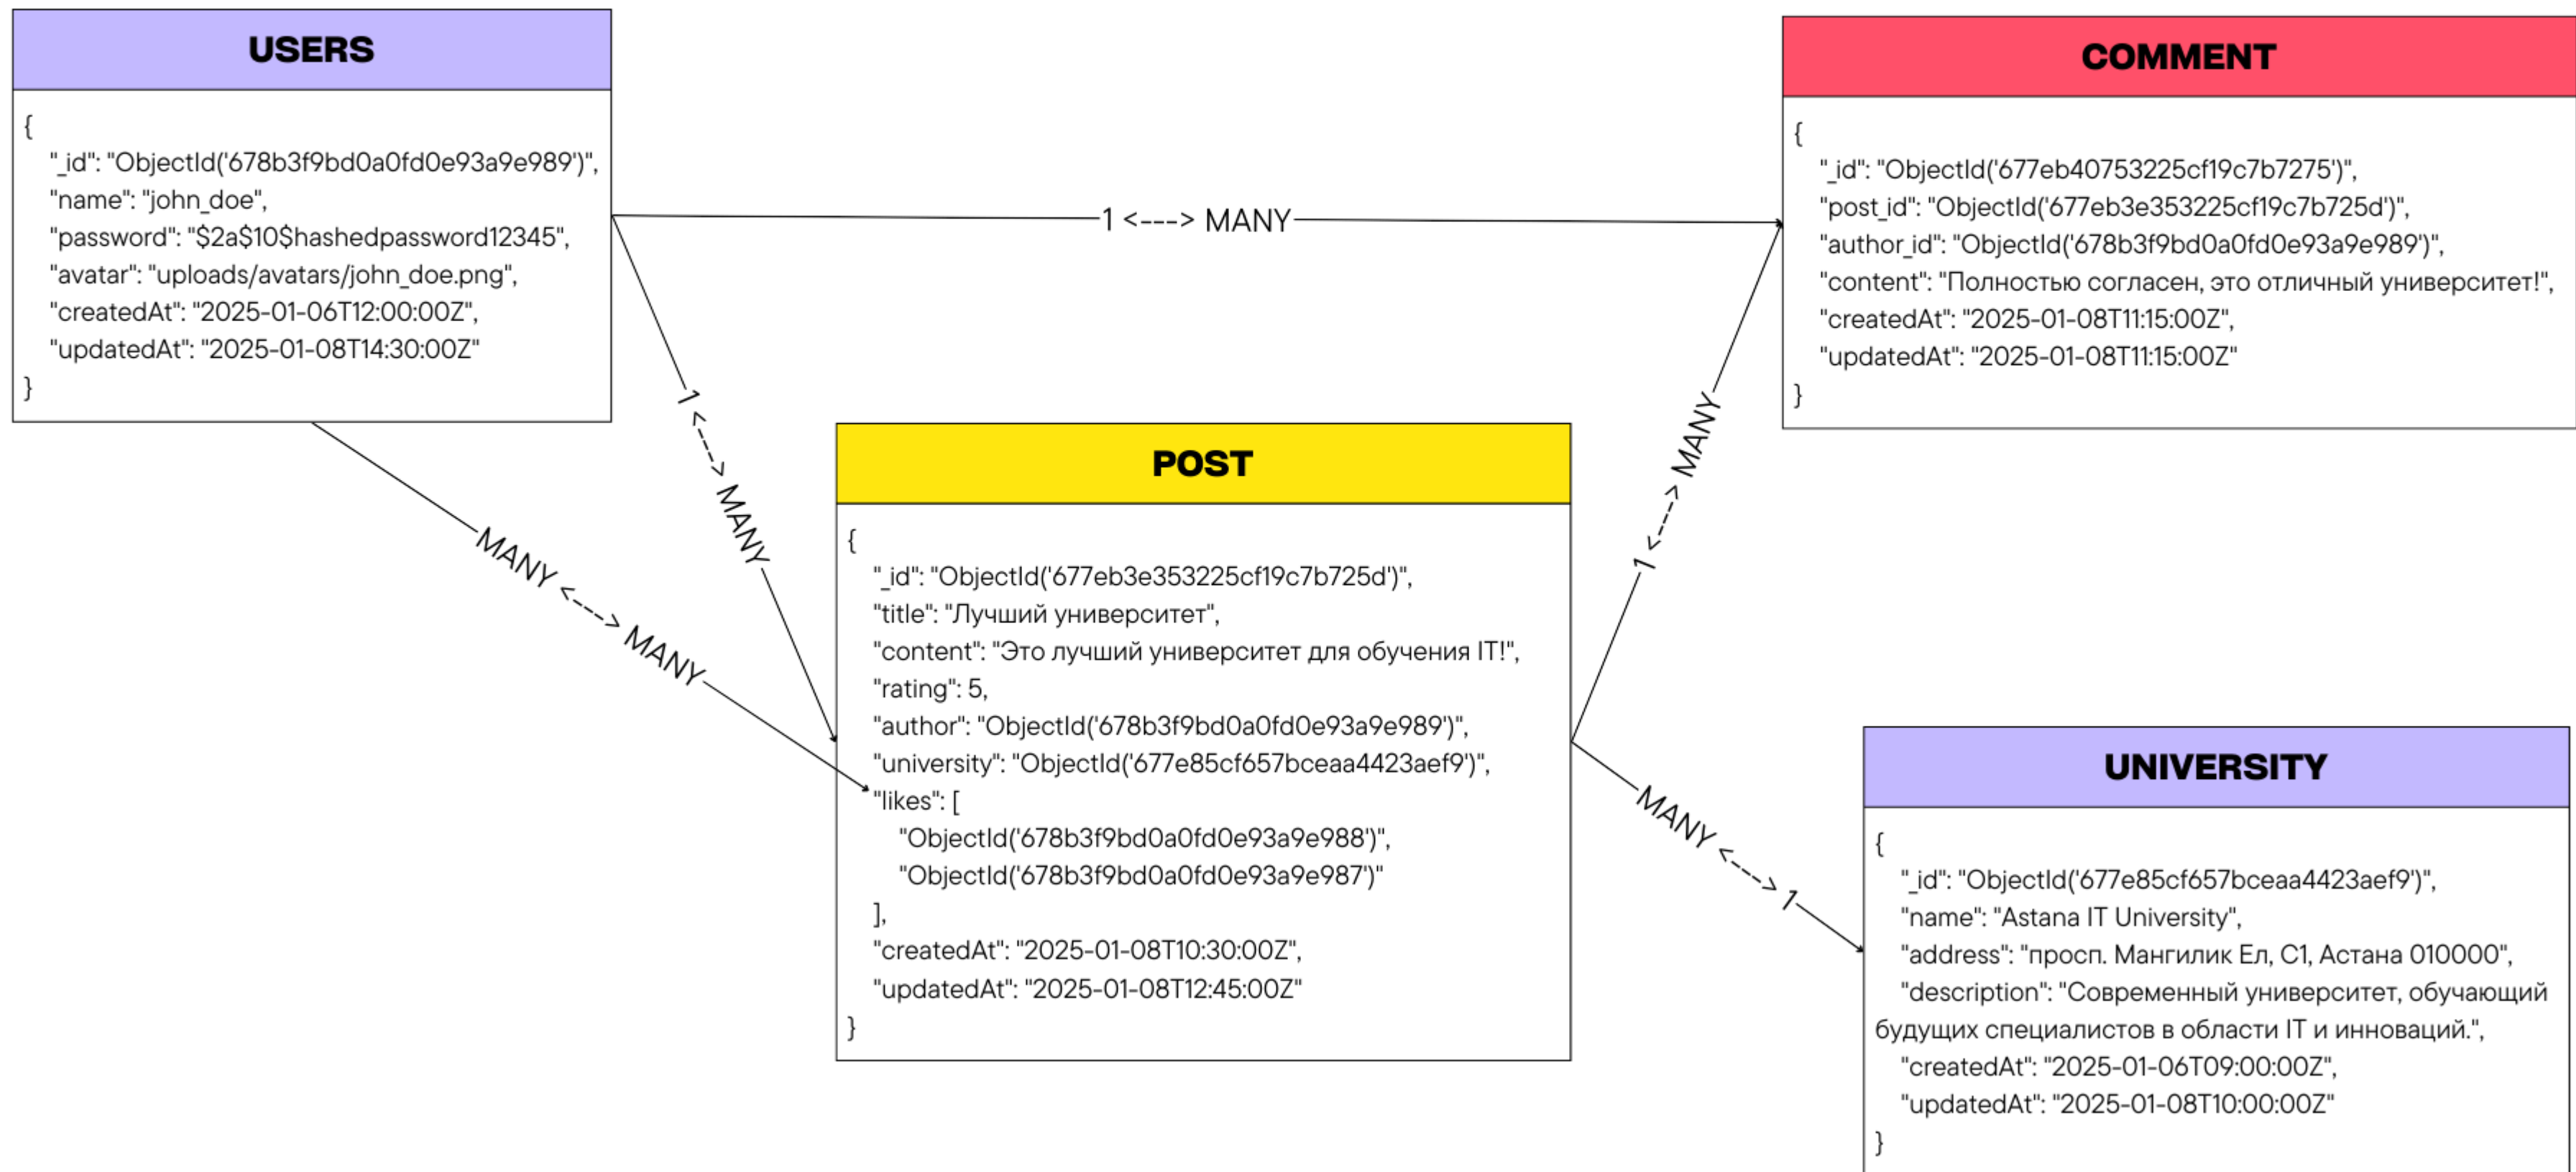 USERS
{
"_id": "ObjectId('678b3f9bd0a0fd0e93a9e989')",
"name": "john_doe",
"password": "$2a$10$hashedpassword12345",
"avatar": "uploads/avatars/john_doe.png",
"createdAt": "2025-01-06T12:00:00Z",
"updatedAt": "2025-01-08T14:30:00Z"
}
1 <---> MANY
COMMENT
{
"_id": "ObjectId('677eb40753225cf19c7b7275')",
"post_id": "ObjectId('677eb3e353225cf19c7b725d')",
"author_id": "ObjectId('678b3f9bd0a0fd0e93a9e989')",
"content": "Полностью согласен, это отличный университет!",
"createdAt": "2025-01-08T11:15:00Z",
"updatedAt": "2025-01-08T11:15:00Z"
}
1 <---> MANY
MANY <---> MANY
1 <---> MANY
POST
{
"_id": "ObjectId('677eb3e353225cf19c7b725d')",
"title": "Лучший университет",
"content": "Это лучший университет для обучения IT!",
"rating": 5,
"author": "ObjectId('678b3f9bd0a0fd0e93a9e989')",
"university": "ObjectId('677e85cf657bceaa4423aef9')",
"likes": [
"ObjectId('678b3f9bd0a0fd0e93a9e988')",
"ObjectId('678b3f9bd0a0fd0e93a9e987')"
],
"createdAt": "2025-01-08T10:30:00Z",
"updatedAt": "2025-01-08T12:45:00Z"
}
MANY <---> 1
UNIVERSITY
{
"_id": "ObjectId('677e85cf657bceaa4423aef9')",
"name": "Astana IT University",
"address": "просп. Мангилик Ел, С1, Астана 010000",
"description": "Современный университет, обучающий
будущих специалистов в области IT и инноваций.",
"createdAt": "2025-01-06T09:00:00Z",
"updatedAt": "2025-01-08T10:00:00Z"
}